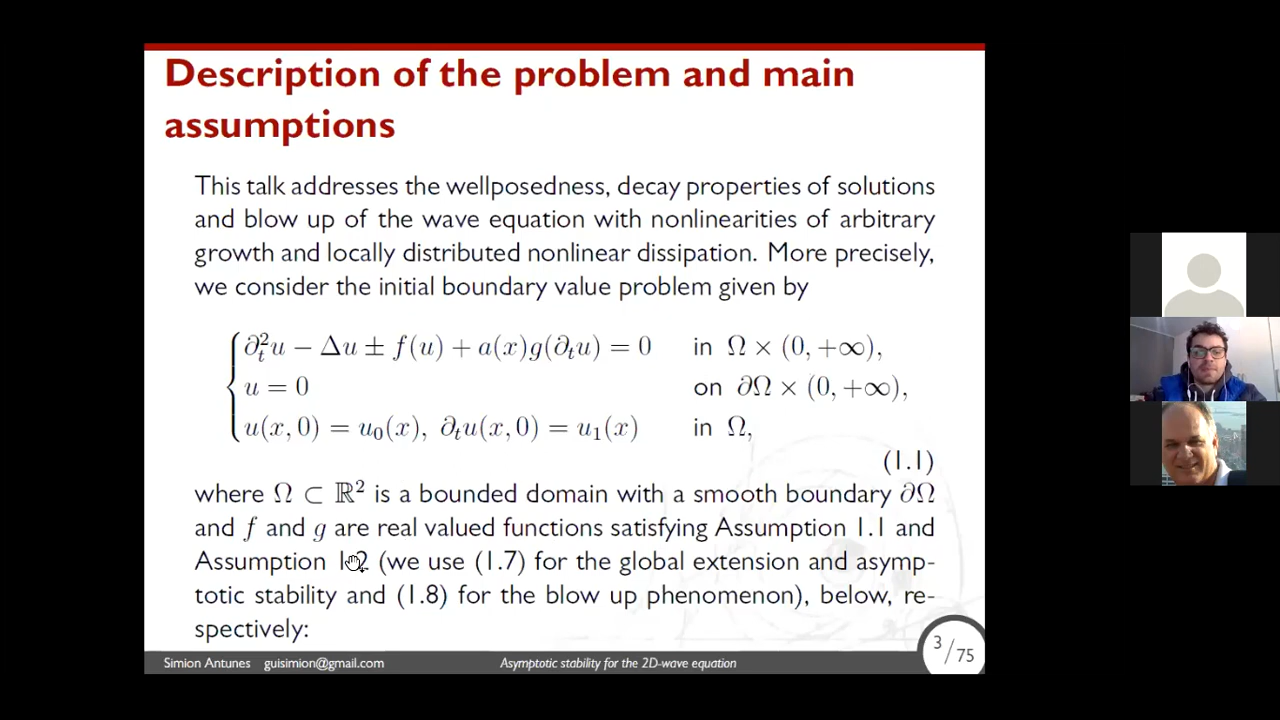 Description of the problem and main
assumptions
This talk addresses the wellposedness, decay properties of solutions
and blow up of the wave equation with nonlinearities of arbitrary
growth and locally distributed nonlinear dissipation. More precisely,
we consider the initial boundary value problem given by
∂²ₜu − Δu ± f(u) + a(x)g(∂ₜu) = 0 in Ω × (0, +∞),
u = 0 on ∂Ω × (0, +∞),
u(x, 0) = u₀(x), ∂ₜu(x, 0) = u₁(x) in Ω,
(1.1)
where Ω ⊂ ℝ² is a bounded domain with a smooth boundary ∂Ω
and f and g are real valued functions satisfying Assumption 1.1 and
Assumption 1.2 (we use (1.7) for the global extension and asymp-
totic stability and (1.8) for the blow up phenomenon), below, re-
spectively:
3/75
Simion Antunes guisimion@gmail.com Asymptotic stability for the 2D-wave equation